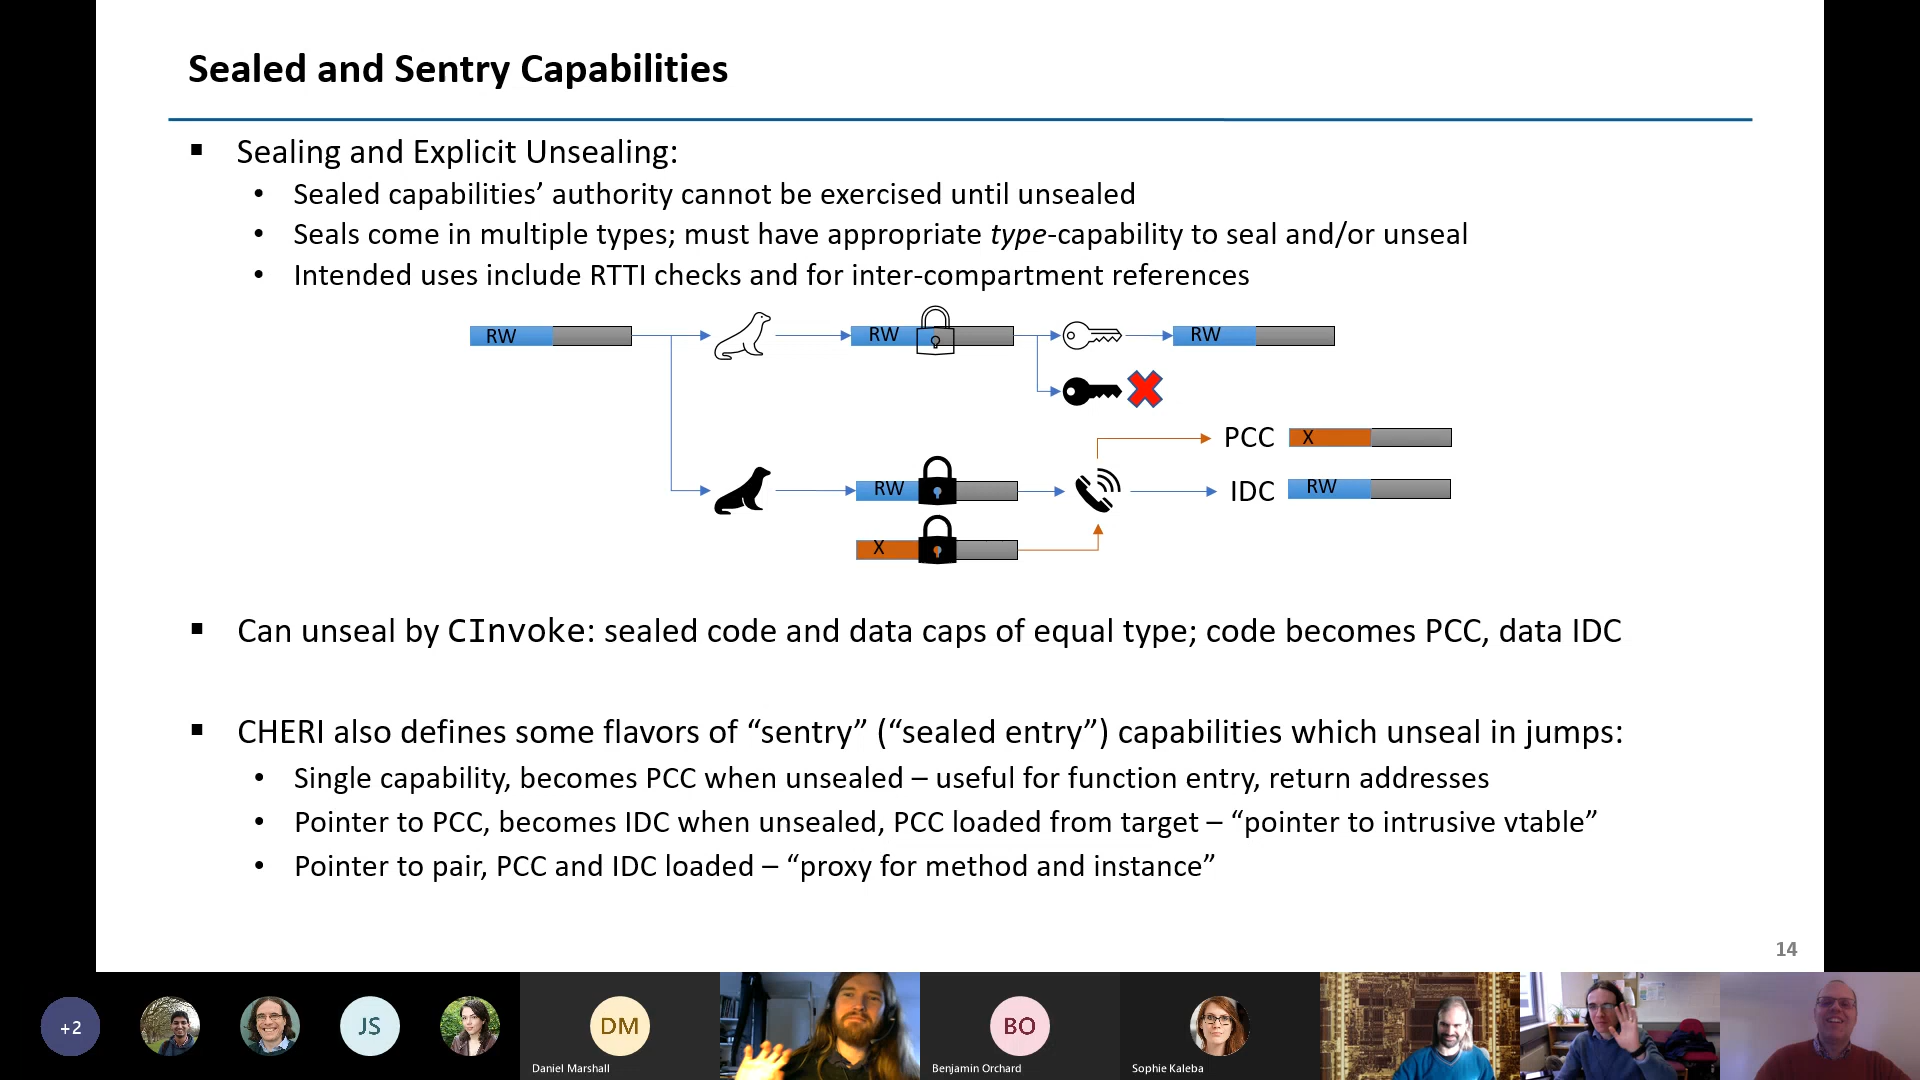 Sealed and Sentry Capabilities
▪ Sealing and Explicit Unsealing:
• Sealed capabilities’ authority cannot be exercised until unsealed
• Seals come in multiple types; must have appropriate type-capability to seal and/or unseal
• Intended uses include RTTI checks and for inter-compartment references
RW
RW
RW
PCC
X
RW
IDC
RW
X
▪ Can unseal by CInvoke: sealed code and data caps of equal type; code becomes PCC, data IDC
▪ CHERI also defines some flavors of “sentry” (“sealed entry”) capabilities which unseal in jumps:
• Single capability, becomes PCC when unsealed – useful for function entry, return addresses
• Pointer to PCC, becomes IDC when unsealed, PCC loaded from target – “pointer to intrusive vtable”
• Pointer to pair, PCC and IDC loaded – “proxy for method and instance”
14
+2
JS
DM
Daniel Marshall
BO
Benjamin Orchard
Sophie Kaleba